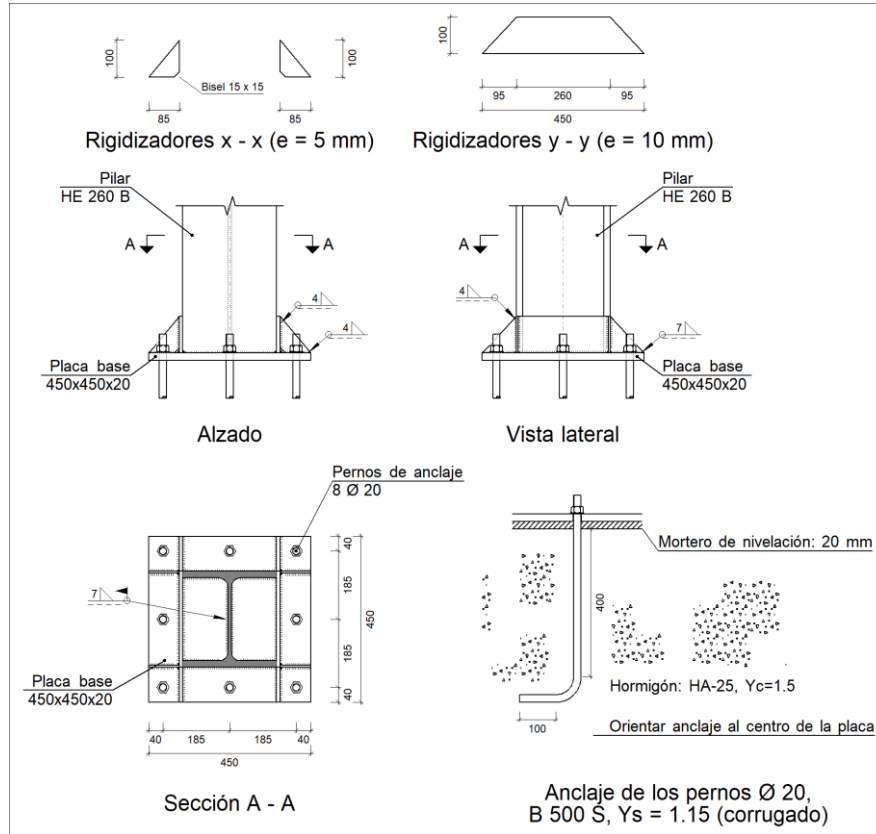 100
100
Bisel 15 x 15
85
85
Rigidizadores x - x (e = 5 mm)
100
95
260
95
450
Rigidizadores y - y (e = 10 mm)
Pilar
HE 260 B
A
A
4
4
Placa base
450x450x20
Alzado
Pilar
HE 260 B
A
A
4
7
Placa base
450x450x20
Vista lateral
Pernos de anclaje
8 Ø 20
7
Placa base
450x450x20
40
185
185
40
450
40
185
185
40
450
Sección A - A
Mortero de nivelación: 20 mm
400
Hormigón: HA-25, Yc=1.5
100
Orientar anclaje al centro de la placa
Anclaje de los pernos Ø 20,
B 500 S, Ys = 1.15 (corrugado)